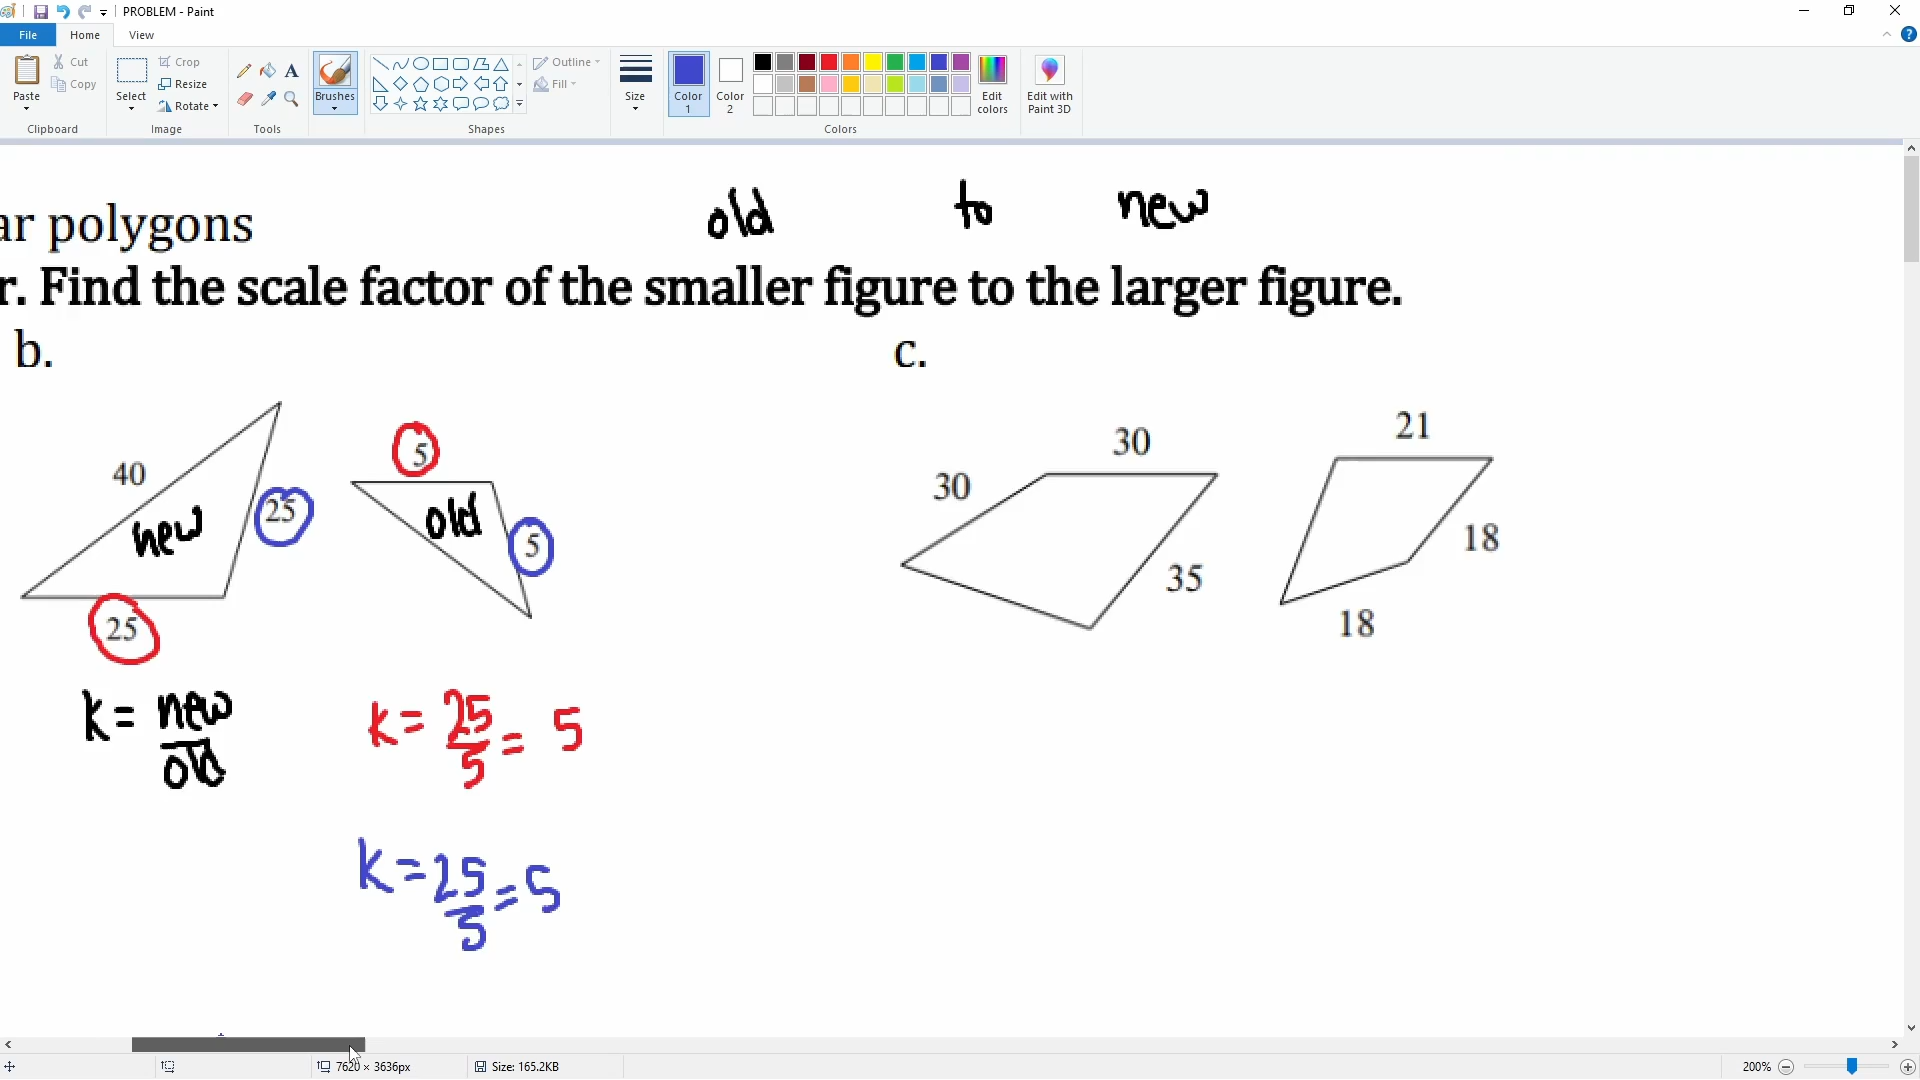 PROBLEM - Paint
File Home View
Paste
Cut
Copy
Clipboard
Select
Crop
Resize
Rotate
Image
Tools
Brushes
Shapes
Outline
Fill
Size
Color 1
Color 2
Colors
Edit colors
Edit with Paint 3D
old to new
ar polygons
r. Find the scale factor of the smaller figure to the larger figure.
b. c.
40
new
25
25
5
old
5
30
30
35
21
18
18
k = new/old
k = 25/5 = 5
k = 25/5 = 5
7620 × 3636px
Size: 165.2KB
200%